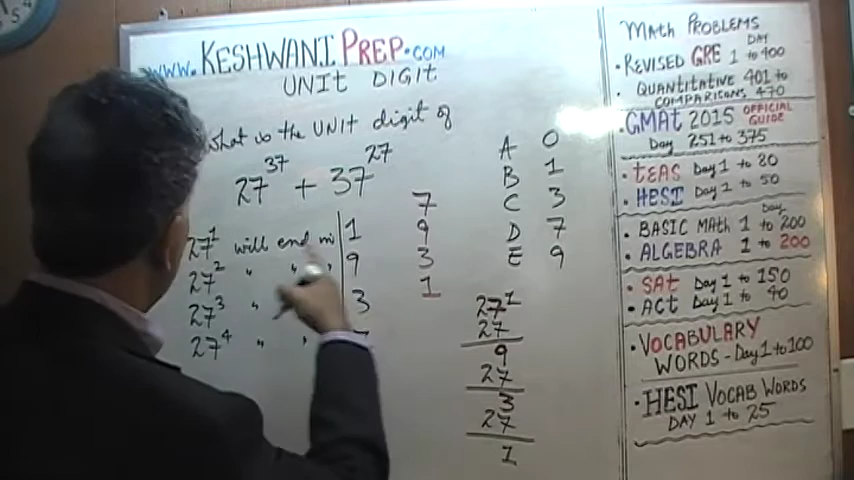 WWW.KESHWANI PREP.COM
UNIT DIGIT
What is the UNIT digit of
27^37 + 37^27
27^1 will end in 1
27^2 " " " 9
27^3 " 3
27^4 " "
7
9
3
1
A 0
B 1
C 3
D 7
E 9
27^1
27
9
27
3
27
1
MATH PROBLEMS
DAY
• REVISED GRE 1 to 400
• QUANTITATIVE 401 to
COMPARISONS 470
• GMAT 2015 OFFICIAL
GUIDE
Day 251 to 375
• TEAS Day 1 to 80
• HESI Day 1 to 50
Day
• BASIC MATH 1 to 200
• ALGEBRA 1 to 200
• SAT Day 1 to 150
• ACT Day 1 to 40
• VOCABULARY
WORDS - Day 1 to 100
• HESI VOCAB WORDS
DAY 1 to 25